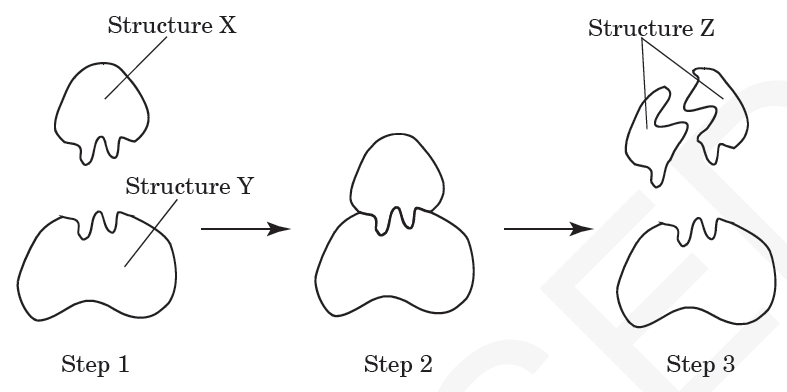 Structure X
Structure Z
Structure Y
Step 1
Step 2
Step 3